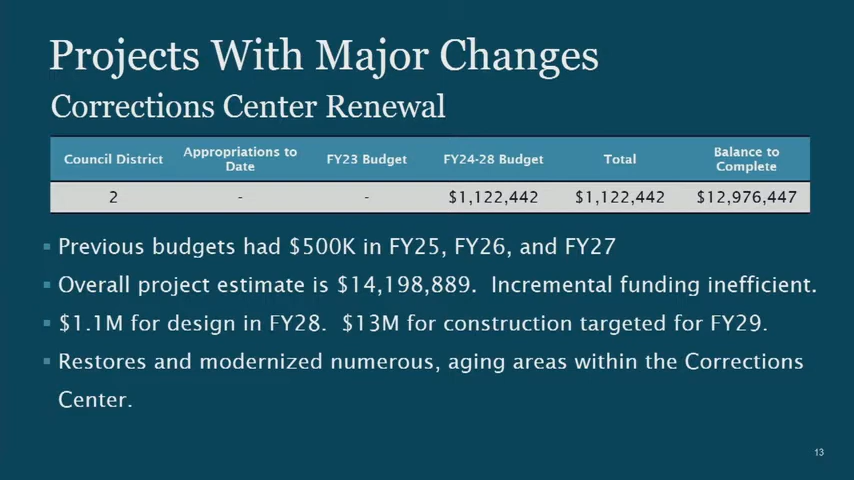 Projects With Major Changes
Corrections Center Renewal
Council District
Appropriations to
Date
FY23 Budget
FY24-28 Budget
Total
Balance to
Complete
2
-
-
$1,122,442
$1,122,442
$12,976,447
Previous budgets had $500K in FY25, FY26, and FY27
Overall project estimate is $14,198,889. Incremental funding inefficient.
$1.1M for design in FY28. $13M for construction targeted for FY29.
Restores and modernized numerous, aging areas within the Corrections
Center.
13